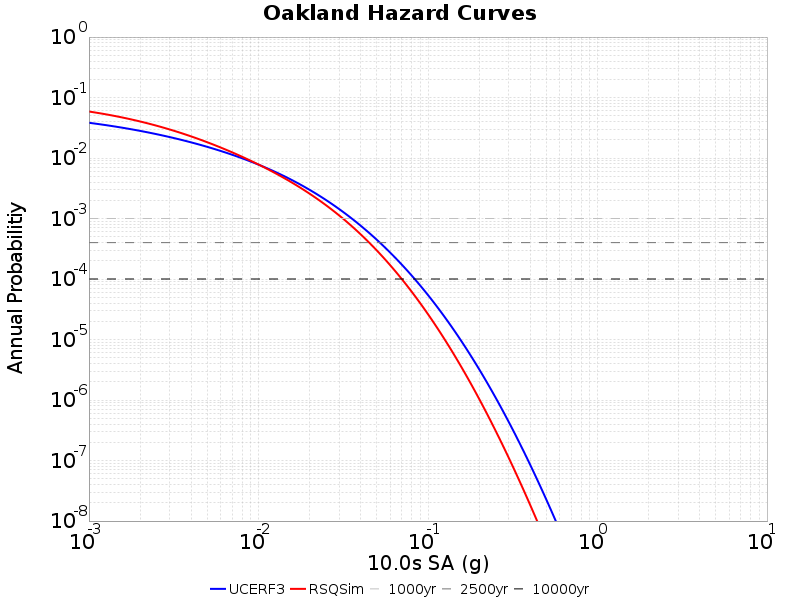 Oakland Hazard Curves
10^0
10^-1
10^-2
10^-3
10^-4
10^-5
10^-6
10^-7
10^-8
Annual Probabilitiy
10^-3 10^-2 10^-1 10^0 10^1
10.0s SA (g)
UCERF3 RSQSim 1000yr 2500yr 10000yr